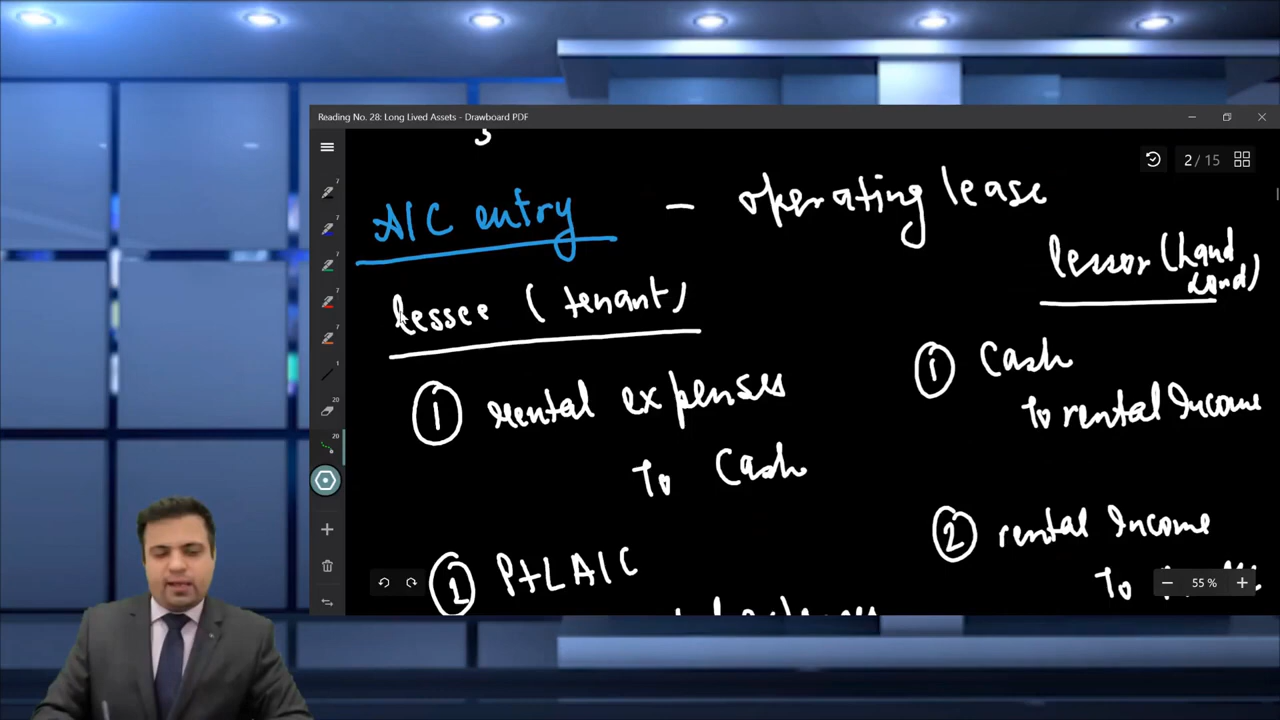 Reading No. 28: Long Lived Assets - Drawboard PDF
2 / 15
A/C entry - operating lease
lessor (Land Lord)
lessee (tenant)
① rental expenses
To Cash
① Cash
To rental Income
② P+L A/C
② rental Income
To
55 %